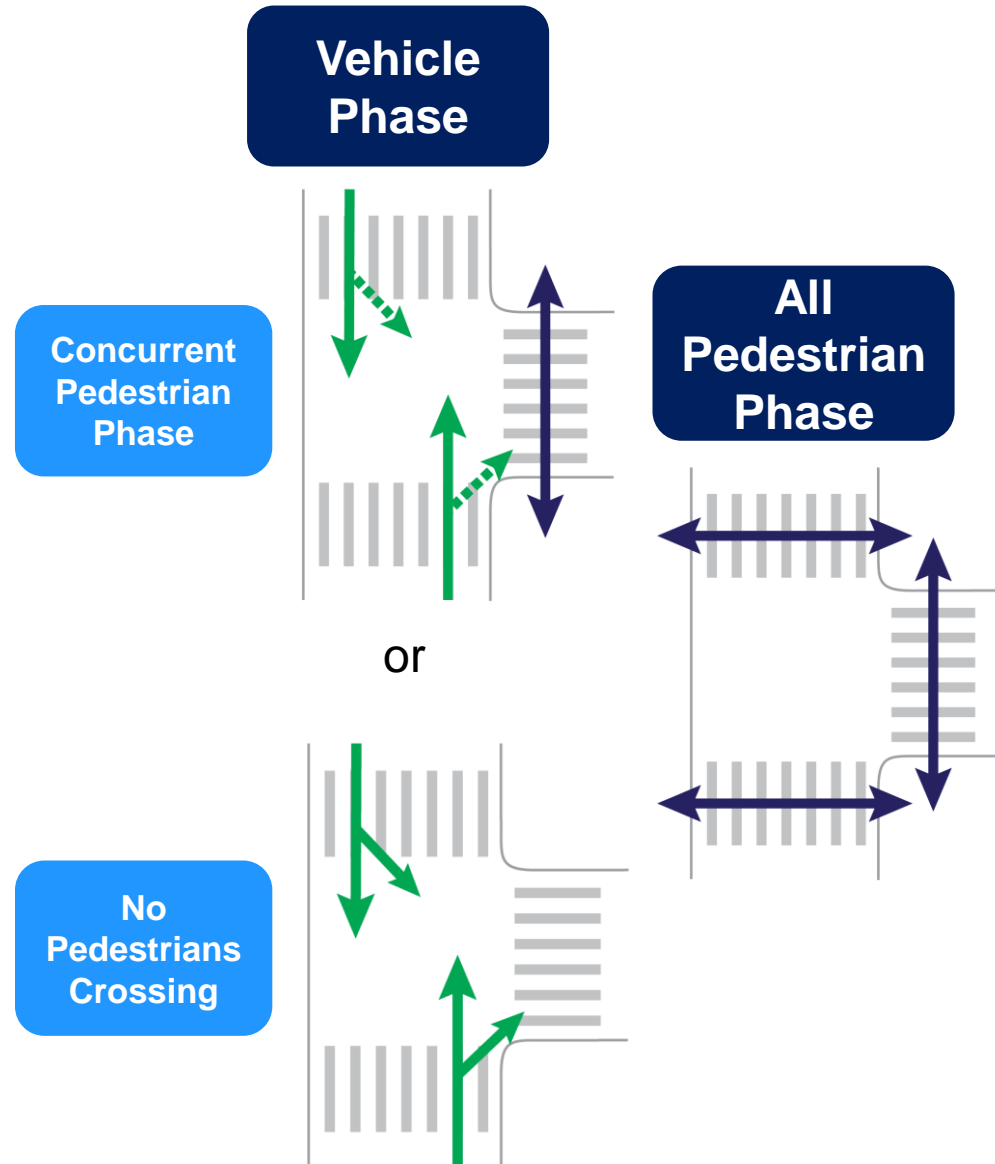 Vehicle
Phase
Concurrent
Pedestrian
Phase
All
Pedestrian
Phase
or
No
Pedestrians
Crossing